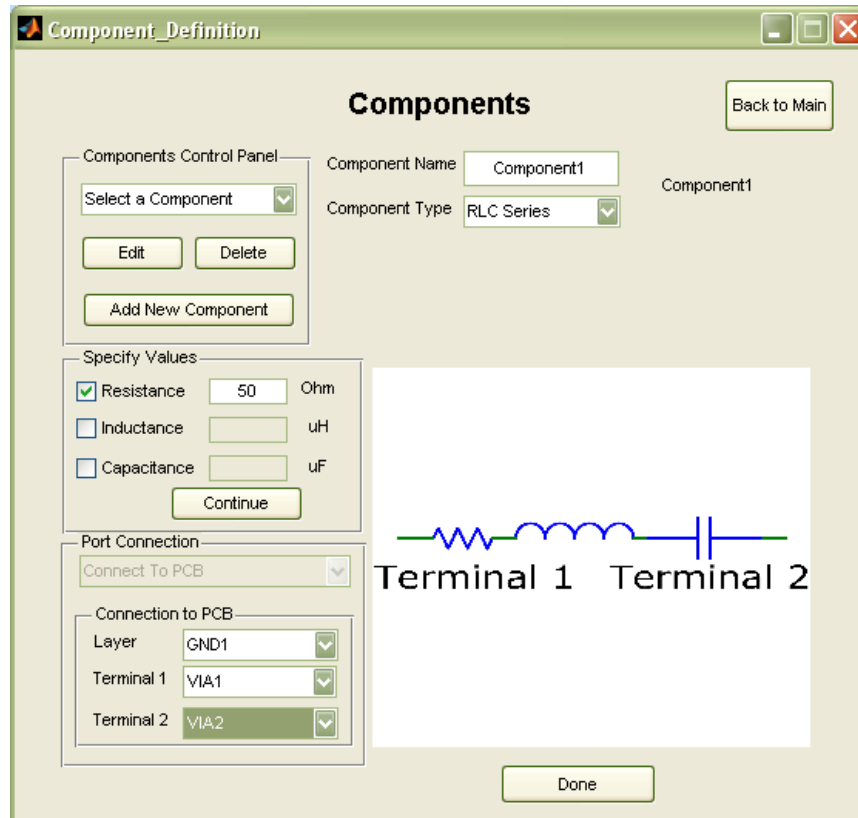 Component_Definition
Components
Back to Main
Components Control Panel
Select a Component
Edit
Delete
Add New Component
Component Name
Component1
Component1
Component Type
RLC Series
Specify Values
Resistance
50
Ohm
Inductance
uH
Capacitance
uF
Continue
Port Connection
Connect To PCB
Connection to PCB
Layer
GND1
Terminal 1
VIA1
Terminal 2
VIA2
Terminal 1
Terminal 2
Done